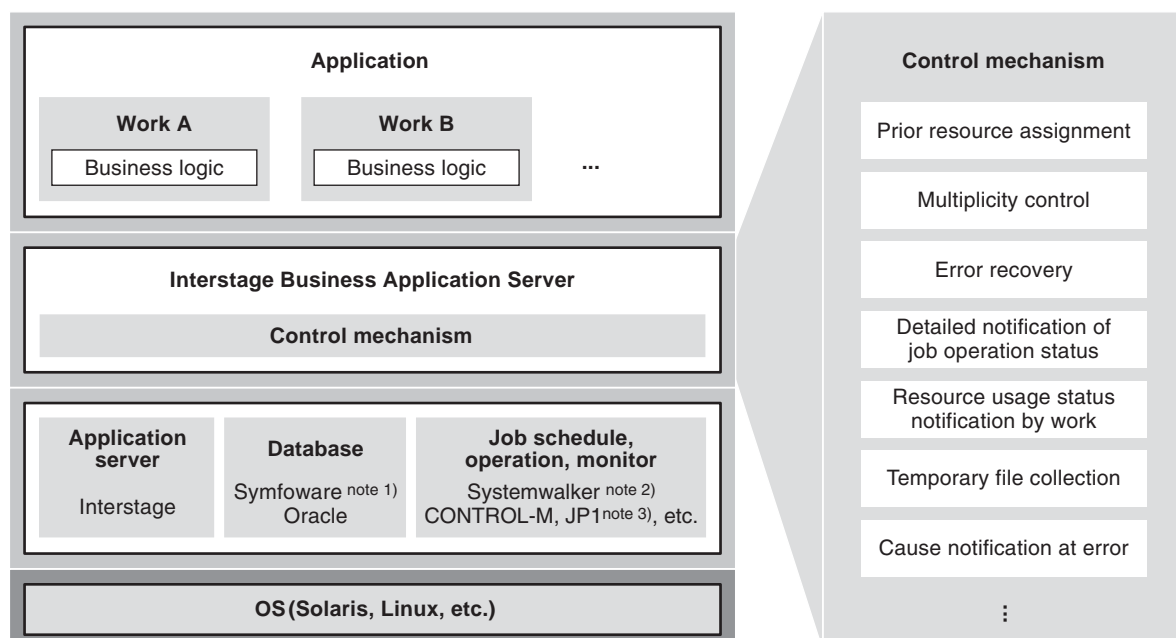 Application
Work A
Business logic
Work B
Business logic
...
Interstage Business Application Server
Control mechanism
Application
server
Interstage
Database
Symfoware note 1)
Oracle
Job schedule,
operation, monitor
Systemwalker note 2)
CONTROL-M, JP1note 3), etc.
OS(Solaris, Linux, etc.)
Control mechanism
Prior resource assignment
Multiplicity control
Error recovery
Detailed notification of
job operation status
Resource usage status
notification by work
Temporary file collection
Cause notification at error
⋮